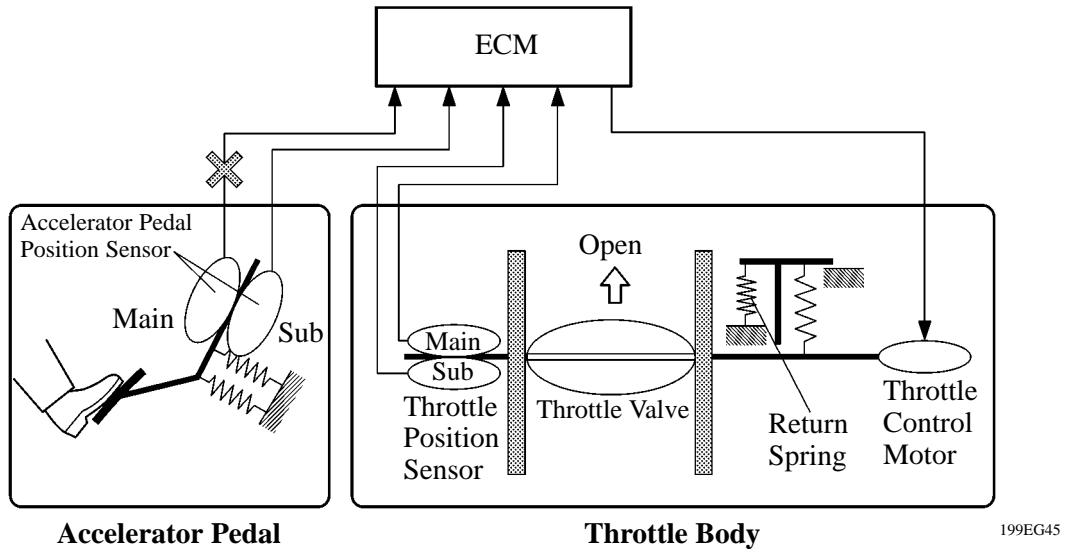 ECM
Accelerator Pedal
Position Sensor
Main
Sub
Open
Main
Sub
Throttle
Position
Sensor
Throttle Valve
Return
Spring
Throttle
Control
Motor
Accelerator Pedal
Throttle Body
199EG45